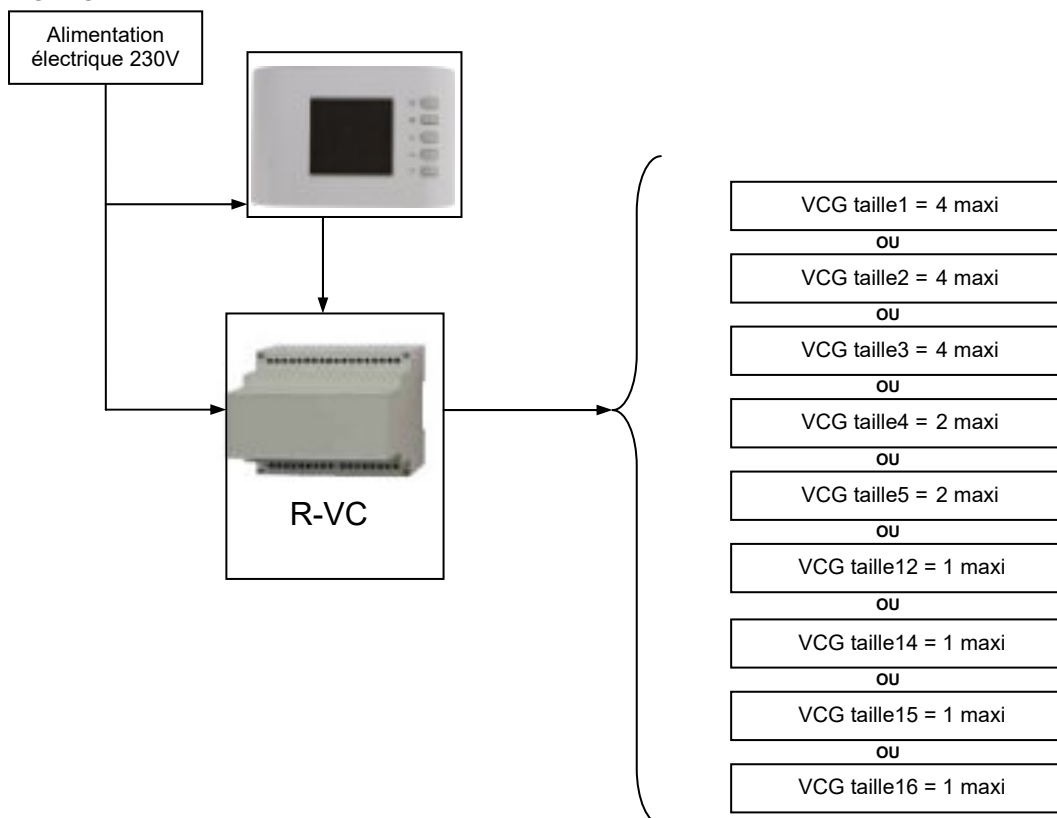 Alimentation
électrique 230V
R-VC
VCG taille1 = 4 maxi
OU
VCG taille2 = 4 maxi
OU
VCG taille3 = 4 maxi
OU
VCG taille4 = 2 maxi
OU
VCG taille5 = 2 maxi
OU
VCG taille12 = 1 maxi
OU
VCG taille14 = 1 maxi
OU
VCG taille15 = 1 maxi
OU
VCG taille16 = 1 maxi